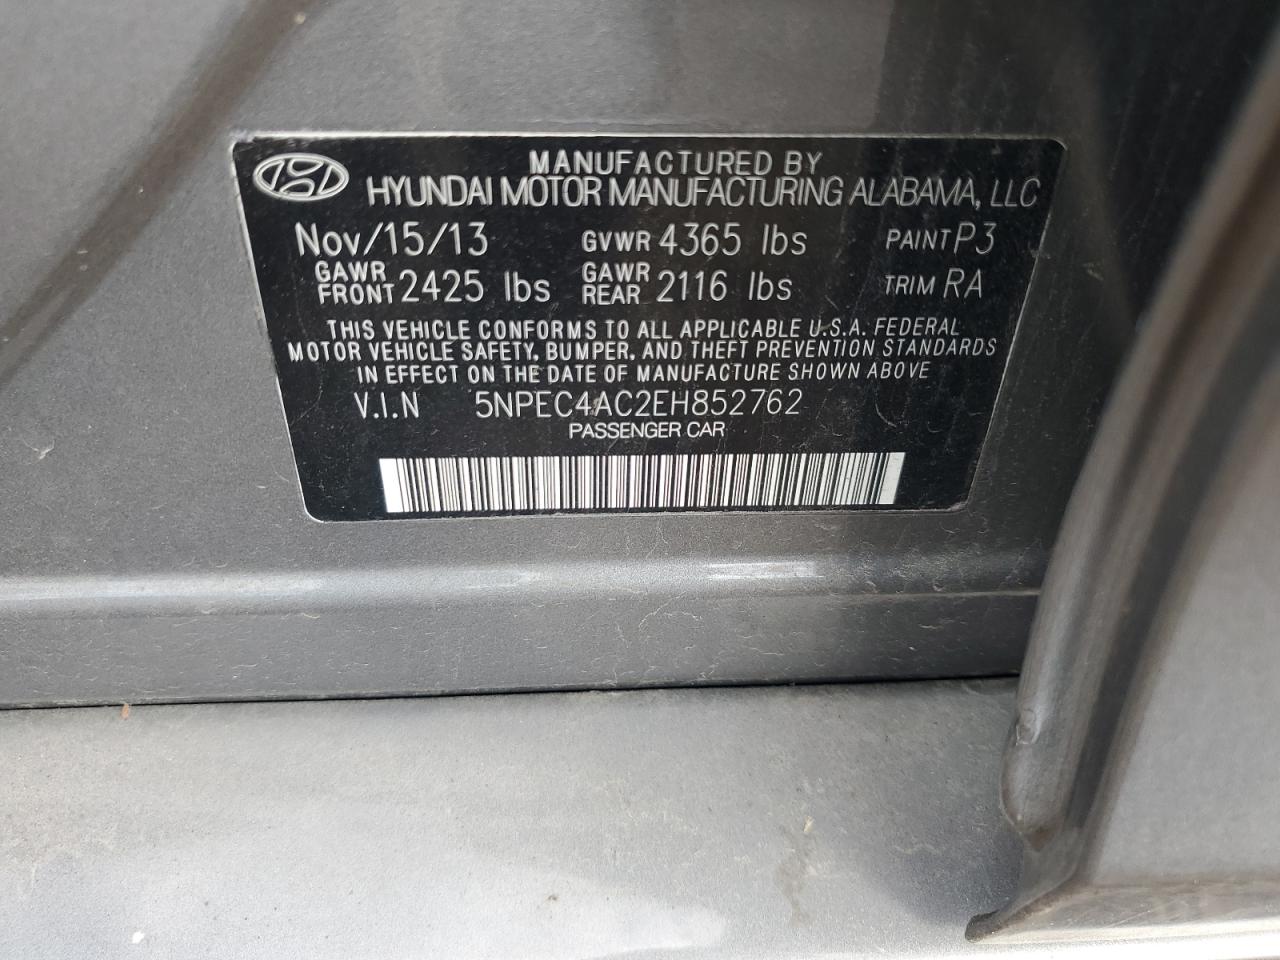 MANUFACTURED BY
HYUNDAI MOTOR MANUFACTURING ALABAMA, LLC
Nov/15/13 GVWR 4365 lbs PAINT P3
GAWR FRONT 2425 lbs GAWR REAR 2116 lbs TRIM RA
THIS VEHICLE CONFORMS TO ALL APPLICABLE U.S.A. FEDERAL
MOTOR VEHICLE SAFETY, BUMPER, AND THEFT PREVENTION STANDARDS
IN EFFECT ON THE DATE OF MANUFACTURE SHOWN ABOVE
V.I.N 5NPEC4AC2EH852762
PASSENGER CAR